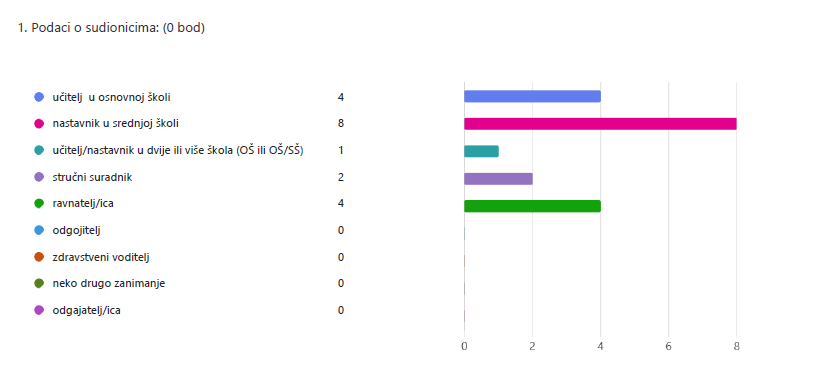 1. Podaci o sudionicima: (0 bod)
učitelj u osnovnoj školi 4
nastavnik u srednjoj školi 8
učitelj/nastavnik u dvije ili više škola (OŠ ili OŠ/SŠ) 1
stručni suradnik 2
ravnatelj/ica 4
odgojitelj 0
zdravstveni voditelj 0
neko drugo zanimanje 0
odgajatelj/ica 0
0 2 4 6 8